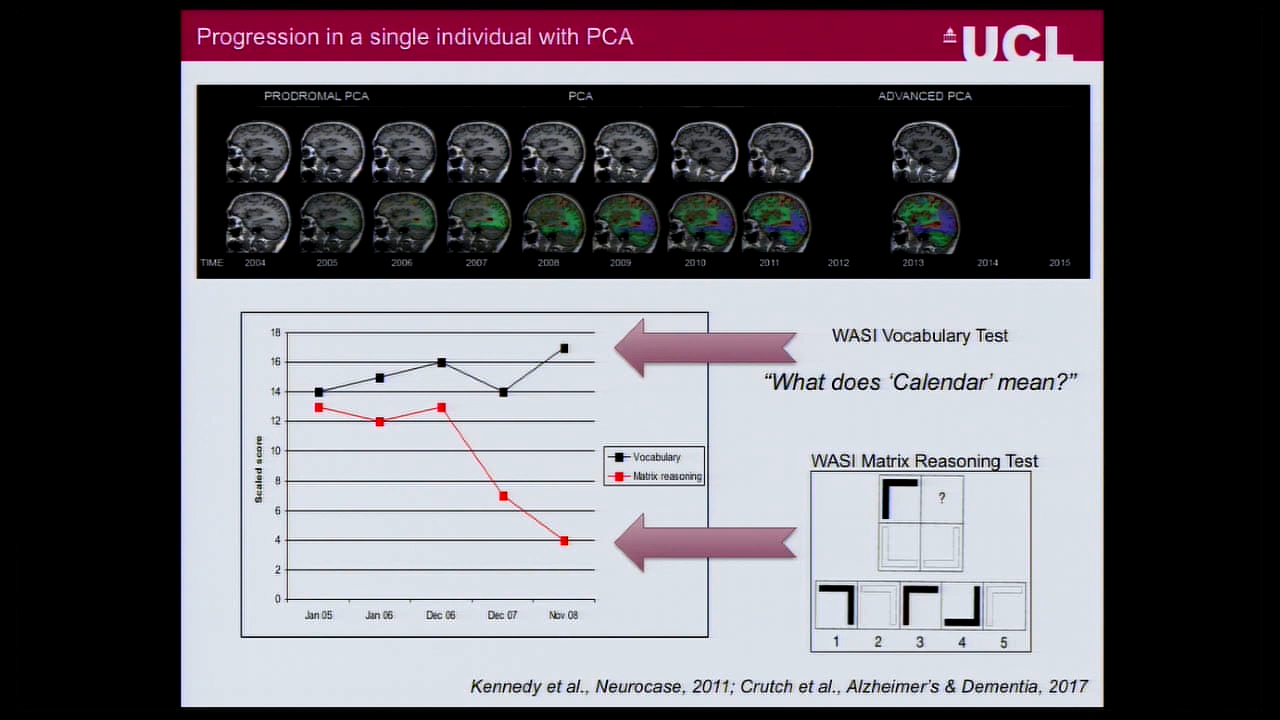 Progression in a single individual with PCA
UCL
PRODROMAL PCA PCA ADVANCED PCA
TIME 2004 2005 2006 2007 2008 2009 2010 2011 2012 2013 2014 2015
18
16
14
12
10
8
6
4
2
0
Scaled score
Jan 05 Jan 06 Dec 06 Dec 07 Nov 08
Vocabulary
Matrix reasoning
WASI Vocabulary Test
“What does ‘Calendar’ mean?”
WASI Matrix Reasoning Test
?
1 2 3 4 5
Kennedy et al., Neurocase, 2011; Crutch et al., Alzheimer’s & Dementia, 2017